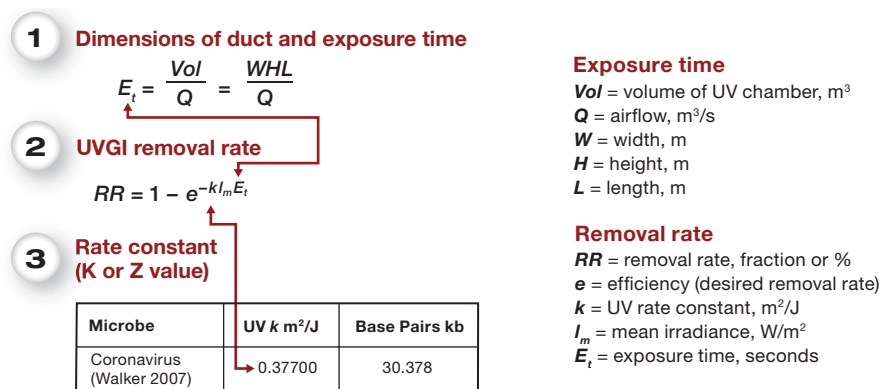 1 Dimensions of duct and exposure time
Eₜ = Vol/Q = WHL/Q
2 UVGI removal rate
RR = 1 – e^(–kIₘEₜ)
3 Rate constant
(K or Z value)
Microbe UV k m²/J Base Pairs kb
Coronavirus
(Walker 2007) 0.37700 30.378
Exposure time
Vol = volume of UV chamber, m³
Q = airflow, m³/s
W = width, m
H = height, m
L = length, m
Removal rate
RR = removal rate, fraction or %
e = efficiency (desired removal rate)
k = UV rate constant, m²/J
Iₘ = mean irradiance, W/m²
Eₜ = exposure time, seconds